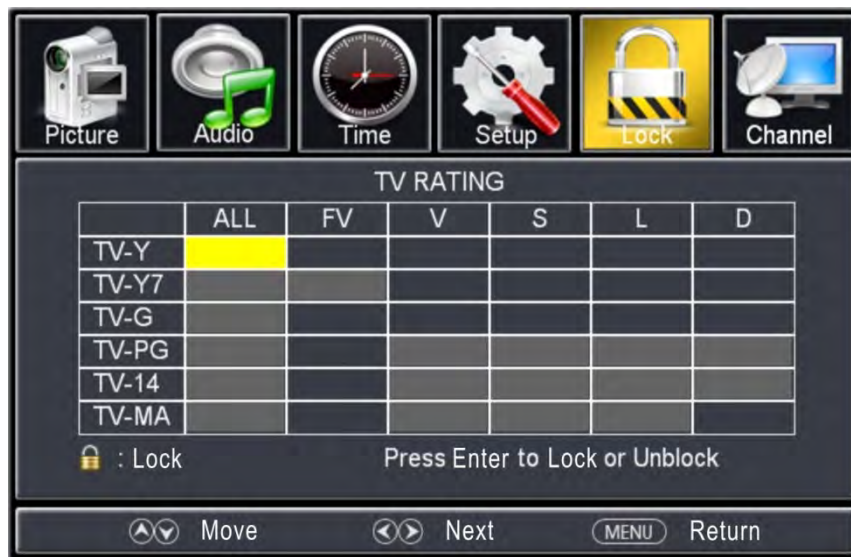 Picture Audio Time Setup Lock Channel
TV RATING
ALL FV V S L D
TV-Y
TV-Y7
TV-G
TV-PG
TV-14
TV-MA
: Lock Press Enter to Lock or Unblock
Move Next MENU Return